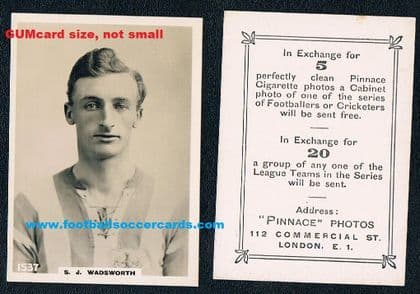 GUMcard size, not small
www.footballsoccercards.com
1537
S. J. WADSWORTH
In Exchange for
5
perfectly clean Pinnace
Cigarette photos a Cabinet
photo of one of the series
of Footballers or Cricketers
will be sent free.
In Exchange for
20
a group of any one of the
League Teams in the Series
will be sent.
Address:
"PINNACE" PHOTOS
112 COMMERCIAL ST.
LONDON. E. 1.